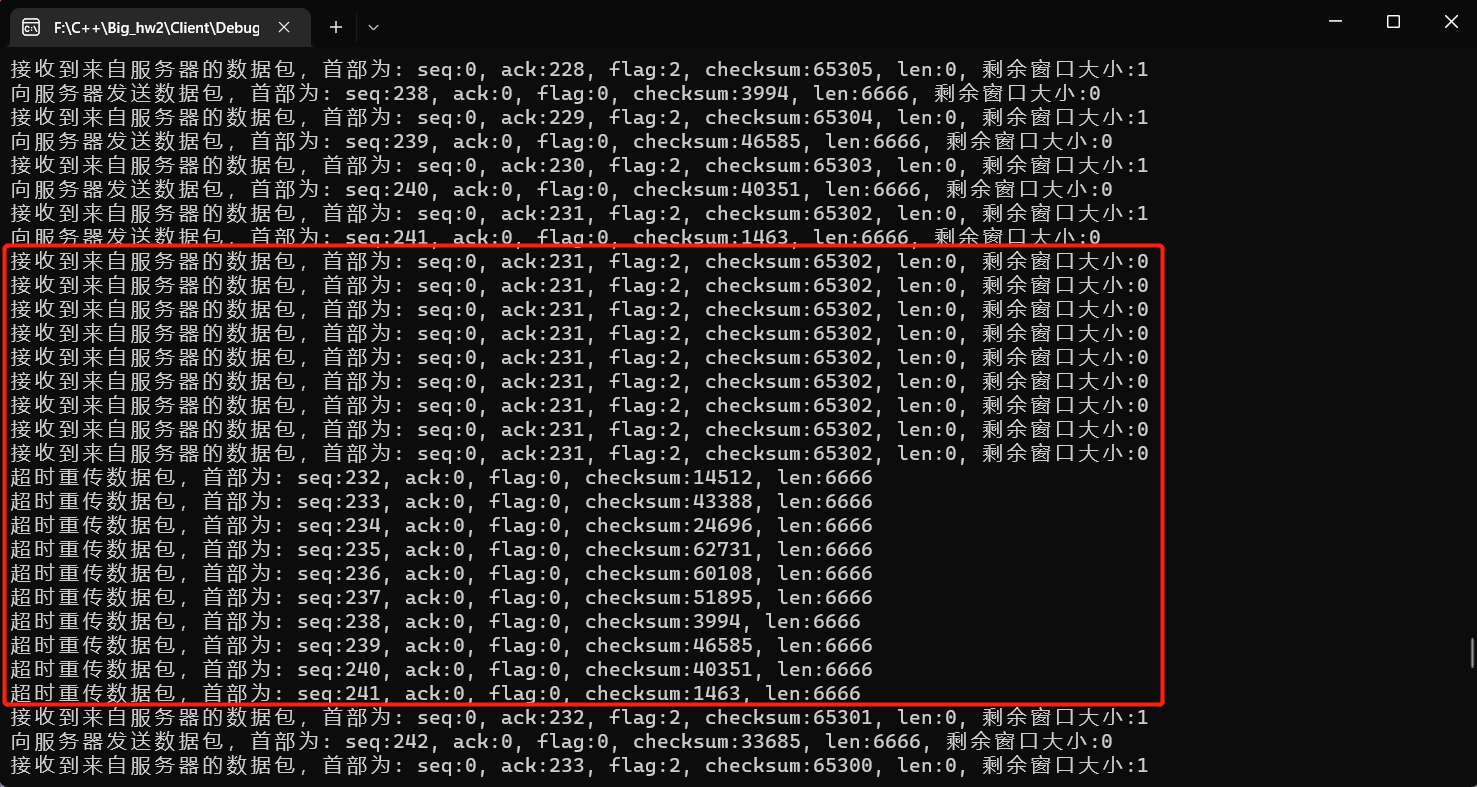 F:\C++\Big_hw2\Client\Debug
接收到来自服务器的数据包, 首部为: seq:0, ack:228, flag:2, checksum:65305, len:0, 剩余窗口大小:1
向服务器发送数据包, 首部为: seq:238, ack:0, flag:0, checksum:3994, len:6666, 剩余窗口大小:0
接收到来自服务器的数据包, 首部为: seq:0, ack:229, flag:2, checksum:65304, len:0, 剩余窗口大小:1
向服务器发送数据包, 首部为: seq:239, ack:0, flag:0, checksum:46585, len:6666, 剩余窗口大小:0
接收到来自服务器的数据包, 首部为: seq:0, ack:230, flag:2, checksum:65303, len:0, 剩余窗口大小:1
向服务器发送数据包, 首部为: seq:240, ack:0, flag:0, checksum:40351, len:6666, 剩余窗口大小:0
接收到来自服务器的数据包, 首部为: seq:0, ack:231, flag:2, checksum:65302, len:0, 剩余窗口大小:1
向服务器发送数据包, 首部为: seq:241, ack:0, flag:0, checksum:1463, len:6666, 剩余窗口大小:0
接收到来自服务器的数据包, 首部为: seq:0, ack:231, flag:2, checksum:65302, len:0, 剩余窗口大小:0
接收到来自服务器的数据包, 首部为: seq:0, ack:231, flag:2, checksum:65302, len:0, 剩余窗口大小:0
接收到来自服务器的数据包, 首部为: seq:0, ack:231, flag:2, checksum:65302, len:0, 剩余窗口大小:0
接收到来自服务器的数据包, 首部为: seq:0, ack:231, flag:2, checksum:65302, len:0, 剩余窗口大小:0
接收到来自服务器的数据包, 首部为: seq:0, ack:231, flag:2, checksum:65302, len:0, 剩余窗口大小:0
接收到来自服务器的数据包, 首部为: seq:0, ack:231, flag:2, checksum:65302, len:0, 剩余窗口大小:0
接收到来自服务器的数据包, 首部为: seq:0, ack:231, flag:2, checksum:65302, len:0, 剩余窗口大小:0
接收到来自服务器的数据包, 首部为: seq:0, ack:231, flag:2, checksum:65302, len:0, 剩余窗口大小:0
接收到来自服务器的数据包, 首部为: seq:0, ack:231, flag:2, checksum:65302, len:0, 剩余窗口大小:0
超时重传数据包, 首部为: seq:232, ack:0, flag:0, checksum:14512, len:6666
超时重传数据包, 首部为: seq:233, ack:0, flag:0, checksum:43388, len:6666
超时重传数据包, 首部为: seq:234, ack:0, flag:0, checksum:24696, len:6666
超时重传数据包, 首部为: seq:235, ack:0, flag:0, checksum:62731, len:6666
超时重传数据包, 首部为: seq:236, ack:0, flag:0, checksum:60108, len:6666
超时重传数据包, 首部为: seq:237, ack:0, flag:0, checksum:51895, len:6666
超时重传数据包, 首部为: seq:238, ack:0, flag:0, checksum:3994, len:6666
超时重传数据包, 首部为: seq:239, ack:0, flag:0, checksum:46585, len:6666
超时重传数据包, 首部为: seq:240, ack:0, flag:0, checksum:40351, len:6666
超时重传数据包, 首部为: seq:241, ack:0, flag:0, checksum:1463, len:6666
接收到来自服务器的数据包, 首部为: seq:0, ack:232, flag:2, checksum:65301, len:0, 剩余窗口大小:1
向服务器发送数据包, 首部为: seq:242, ack:0, flag:0, checksum:33685, len:6666, 剩余窗口大小:0
接收到来自服务器的数据包, 首部为: seq:0, ack:233, flag:2, checksum:65300, len:0, 剩余窗口大小:1